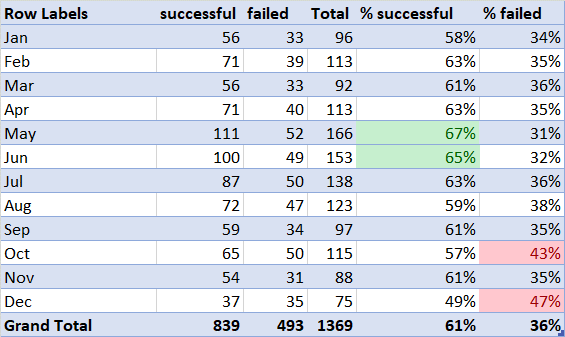 Row Labels successful failed Total % successful % failed
Jan 56 33 96 58% 34%
Feb 71 39 113 63% 35%
Mar 56 33 92 61% 36%
Apr 71 40 113 63% 35%
May 111 52 166 67% 31%
Jun 100 49 153 65% 32%
Jul 87 50 138 63% 36%
Aug 72 47 123 59% 38%
Sep 59 34 97 61% 35%
Oct 65 50 115 57% 43%
Nov 54 31 88 61% 35%
Dec 37 35 75 49% 47%
Grand Total 839 493 1369 61% 36%